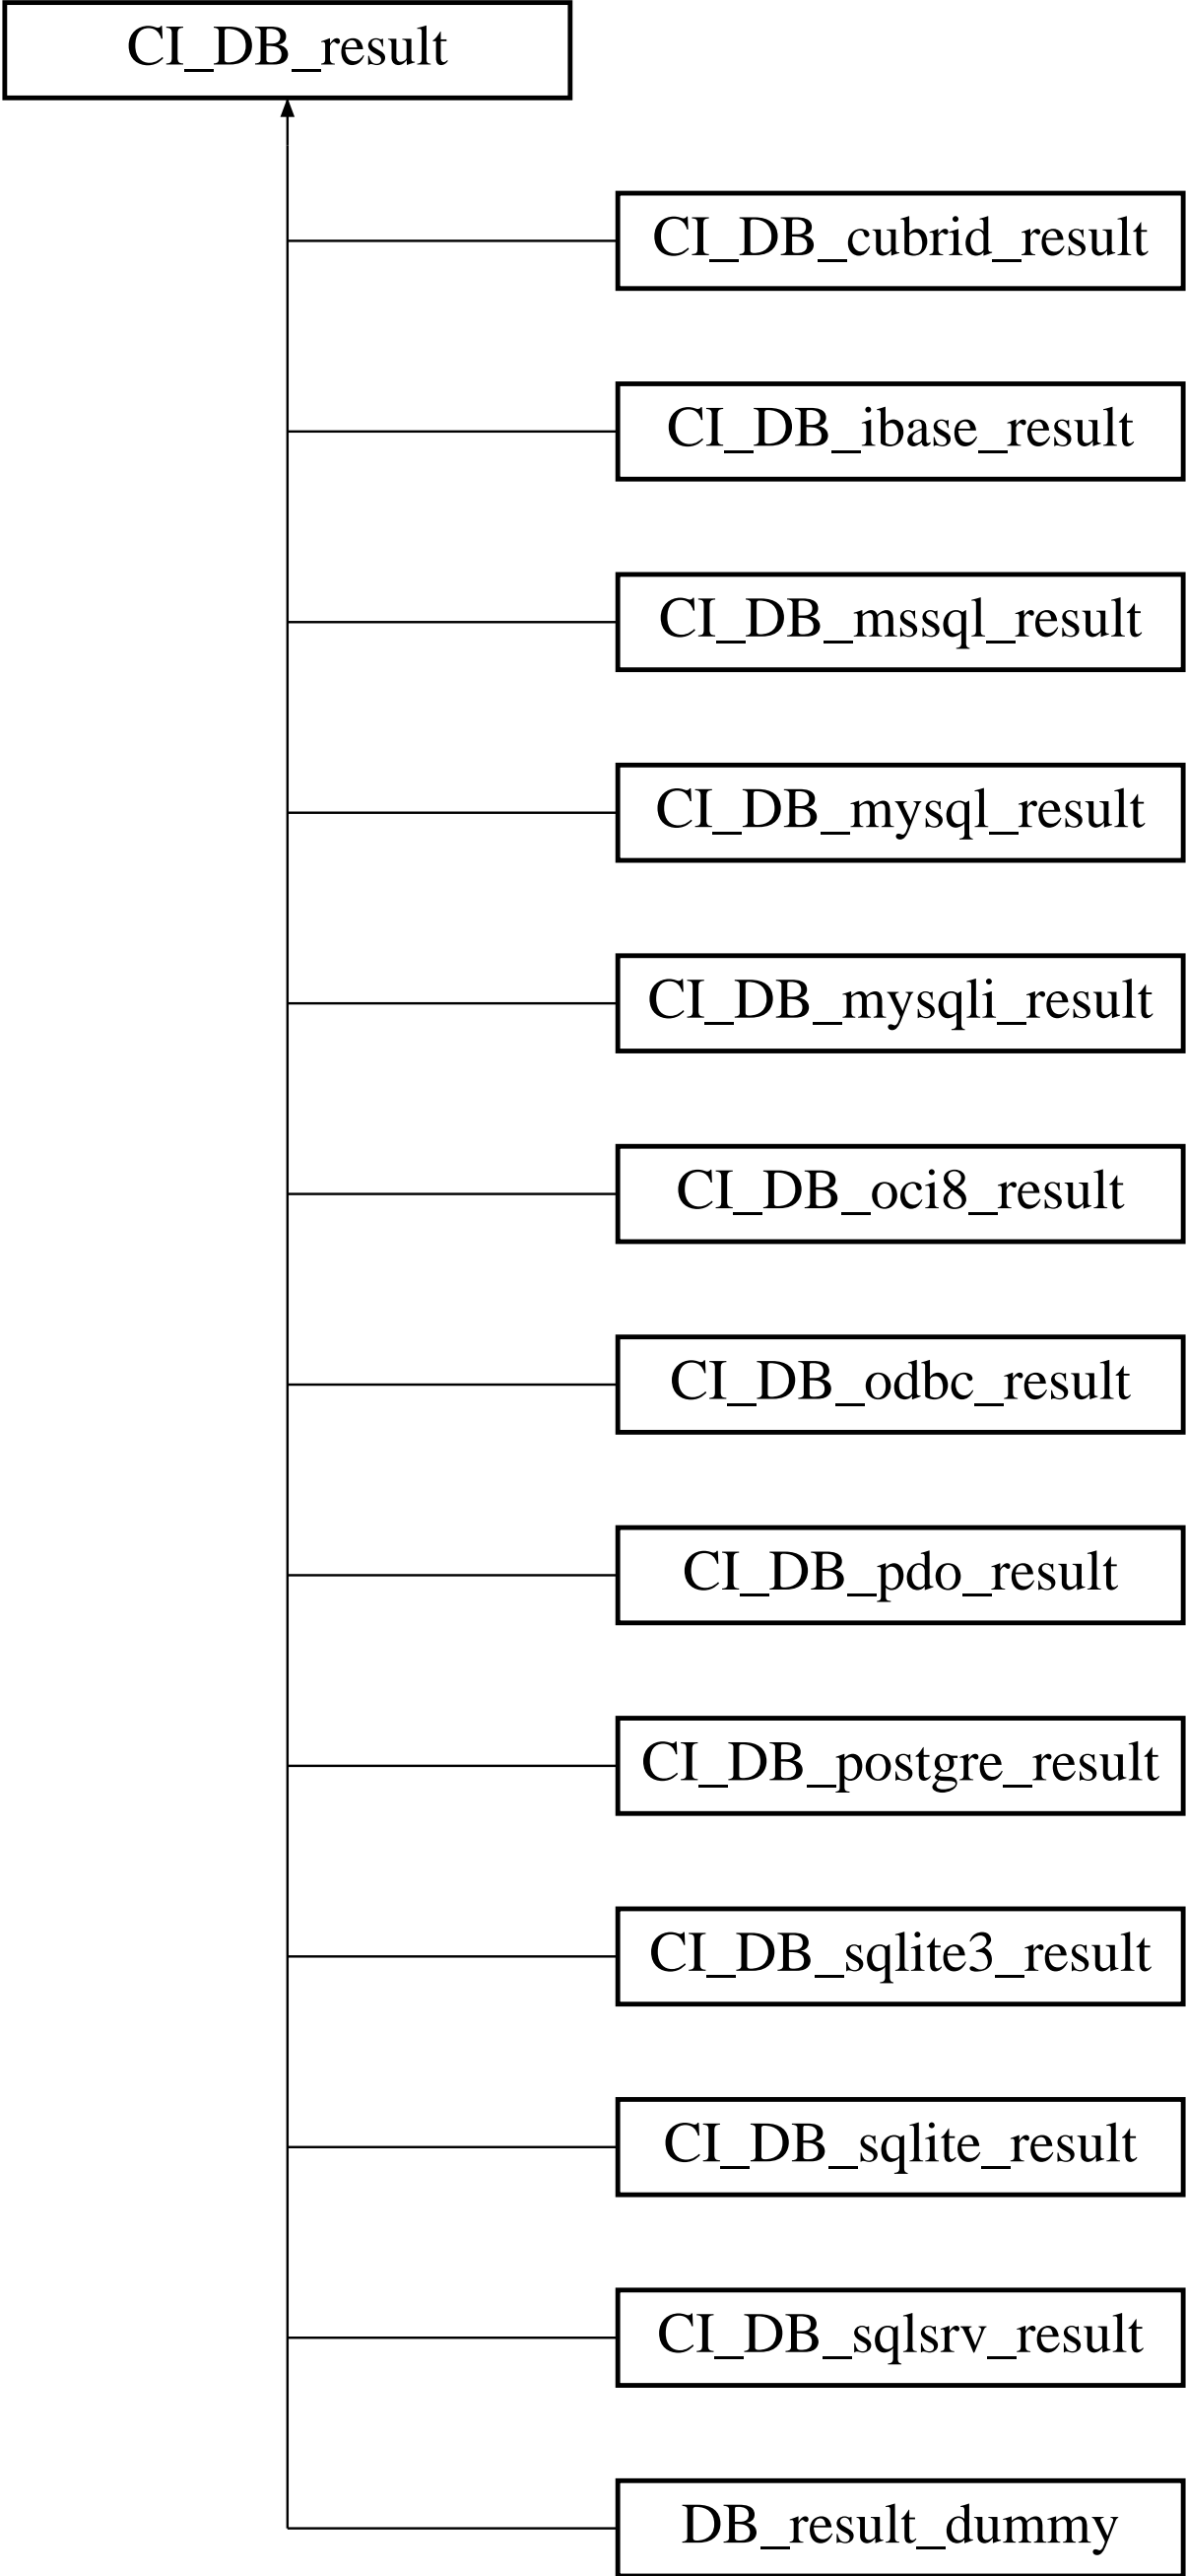 CI_DB_result
CI_DB_cubrid_result
CI_DB_ibase_result
CI_DB_mssql_result
CI_DB_mysql_result
CI_DB_mysqli_result
CI_DB_oci8_result
CI_DB_odbc_result
CI_DB_pdo_result
CI_DB_postgre_result
CI_DB_sqlite3_result
CI_DB_sqlite_result
CI_DB_sqlsrv_result
DB_result_dummy